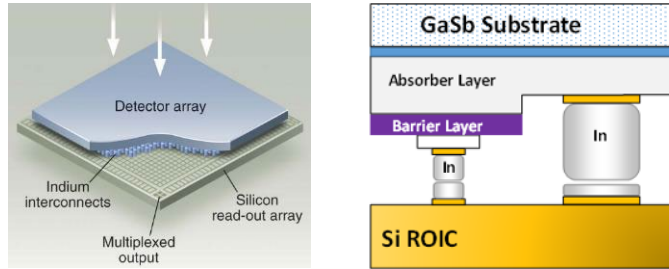 Detector array
Indium
interconnects
Silicon
read-out array
Multiplexed
output
GaSb Substrate
Absorber Layer
Barrier Layer
In
In
Si ROIC